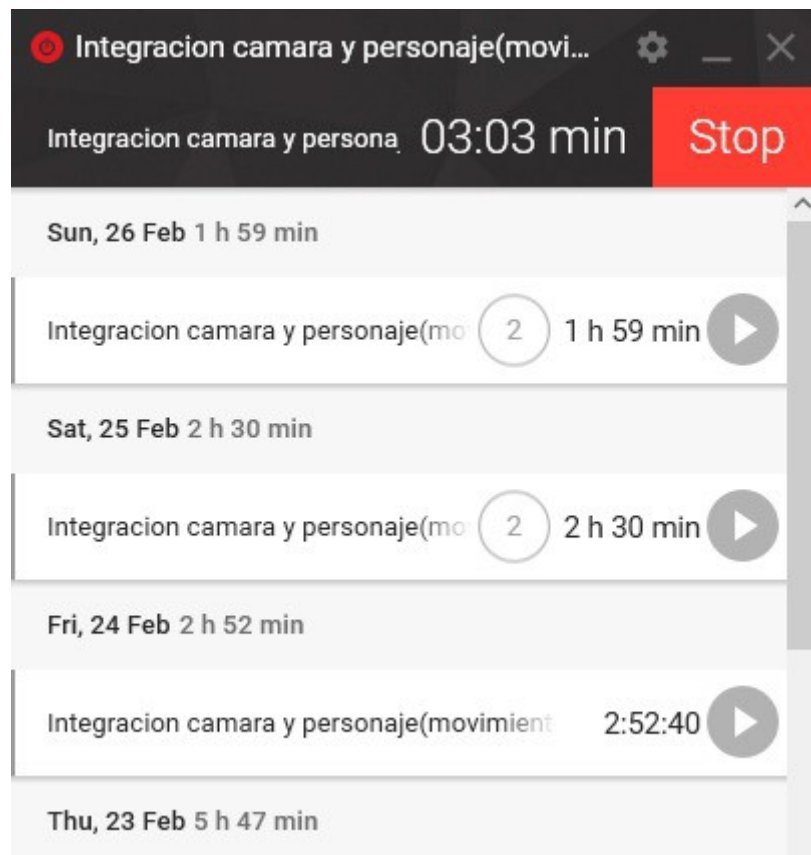 Integracion camara y personaje(movi...
Integracion camara y persona 03:03 min Stop
Sun, 26 Feb 1 h 59 min
Integracion camara y personaje(mo 2 1 h 59 min
Sat, 25 Feb 2 h 30 min
Integracion camara y personaje(mo 2 2 h 30 min
Fri, 24 Feb 2 h 52 min
Integracion camara y personaje(movimient 2:52:40
Thu, 23 Feb 5 h 47 min